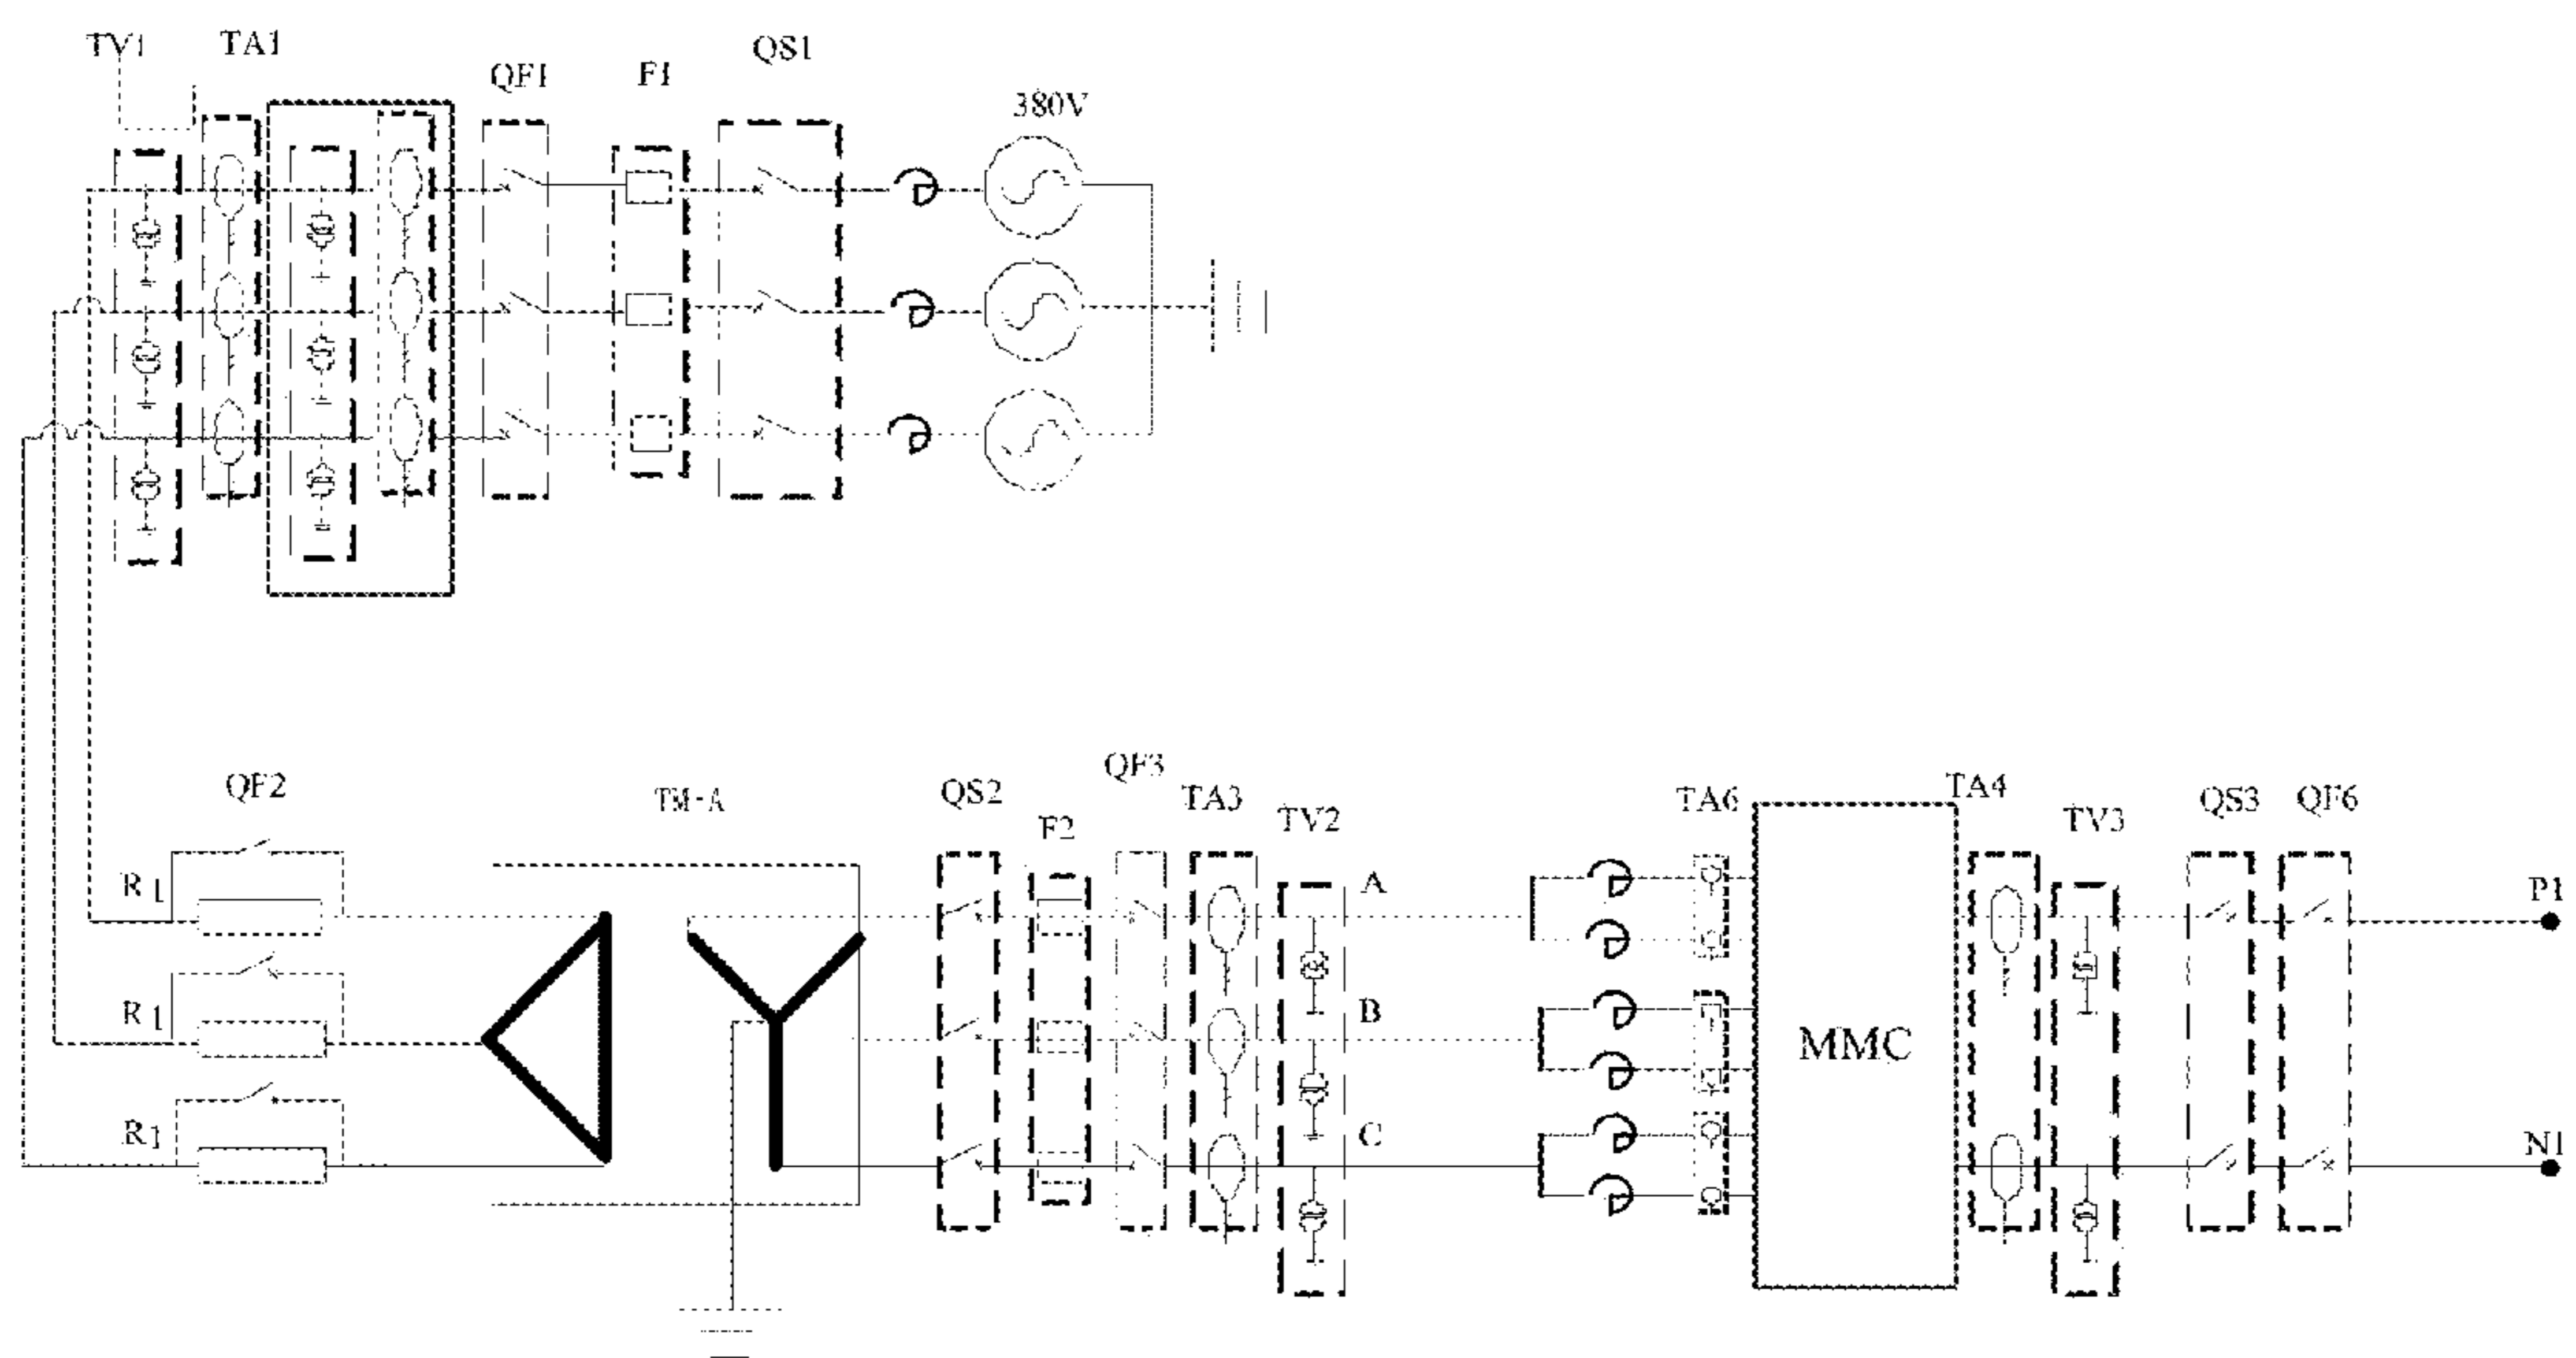 TV1
TA1
QF1
F1
QS1
380V
QF2
TM-A
QS2
F2
QF3
TA3
TV2
TA6
TA4
TV3
QS3
QF6
R1
A
P1
R1
B
MMC
R1
C
N1